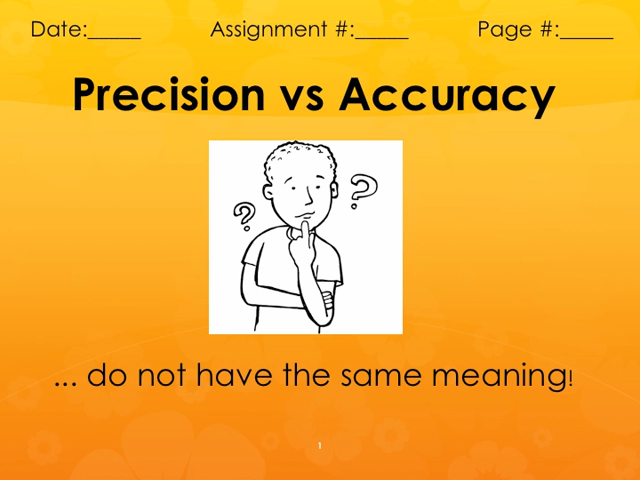 Date:_____ Assignment #:_____ Page #:_____
Precision vs Accuracy
? ?
... do not have the same meaning!
1